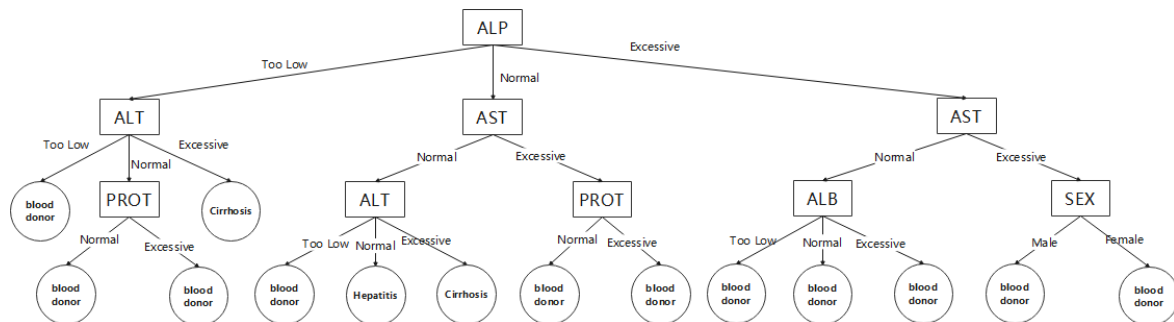 ALP
Too Low
Normal
Excessive
ALT
AST
AST
Too Low
Normal
Excessive
Normal
Excessive
Normal
Excessive
blood
donor
PROT
Cirrhosis
ALT
PROT
ALB
SEX
Normal
Excessive
Too Low
Normal
Excessive
Normal
Excessive
Too Low
Normal
Excessive
Male
Female
blood
donor
blood
donor
blood
donor
Hepatitis
Cirrhosis
blood
donor
blood
donor
blood
donor
blood
donor
blood
donor
blood
donor
blood
donor